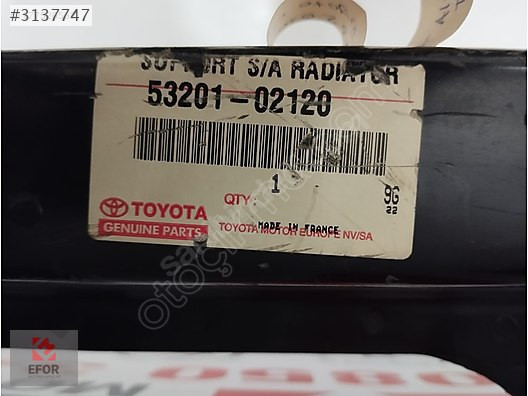 #3137747
SUPPORT S/A RADIATOR
53201-02120
1
QTY.
9G
22
TOYOTA
GENUINE PARTS
MADE IN FRANCE
TOYOTA MOTOR EUROPE NV/SA
EFOR